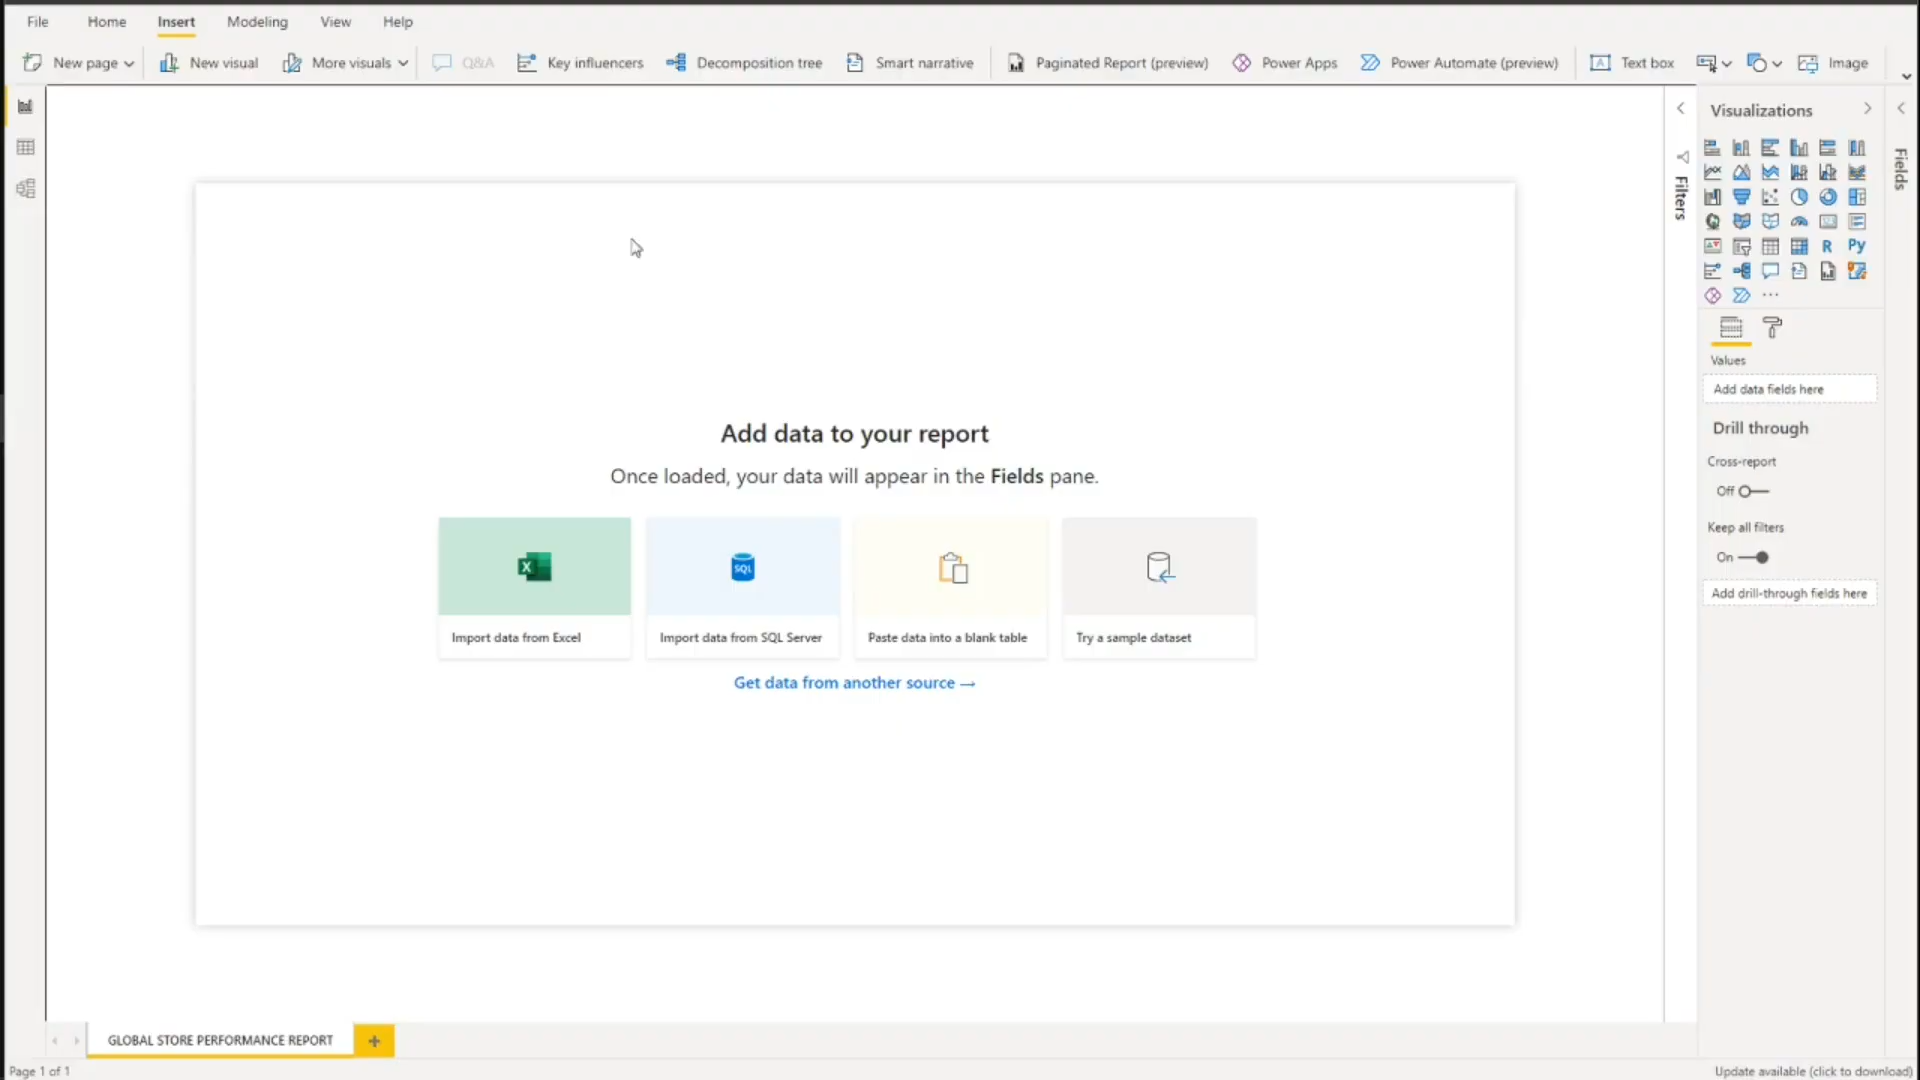 File Home Insert Modeling View Help
New page New visual More visuals Q&A Key influencers Decomposition tree Smart narrative Paginated Report (preview) Power Apps Power Automate (preview) Text box Image
Visualizations
Filters
Fields
R Py
Values
Add data fields here
Drill through
Cross-report
Off
Keep all filters
On
Add drill-through fields here
Add data to your report
Once loaded, your data will appear in the Fields pane.
X SQL
Import data from Excel Import data from SQL Server Paste data into a blank table Try a sample dataset
Get data from another source →
GLOBAL STORE PERFORMANCE REPORT +
Page 1 of 1 Update available (click to download)